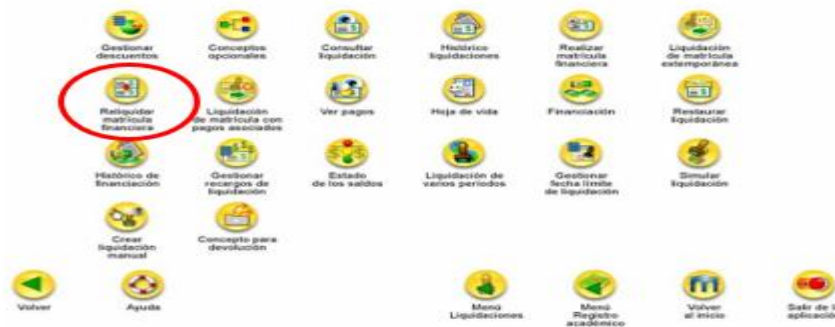 Gestionar
descuentos
Conceptos
opcionales
Consultar
liquidación
Histórico
liquidaciones
Realizar
matrícula
financiera
Liquidación
de matrícula
extemporánea
Reliquidar
matrícula
financiera
Liquidación
de matrícula con
pagos asociados
Ver pagos
Hoja de vida
Financiación
Restaurar
liquidación
Histórico de
financiación
Gestionar
recargos de
liquidación
Estado
de los saldos
Liquidación de
varios periodos
Gestionar
fecha límite
de liquidación
Simular
liquidación
Crear
liquidación
manual
Concepto para
devolución
Volver
Ayuda
Menú
Liquidaciones
Menú
Registro
académico
Volver
al inicio
Salir de l
aplicación